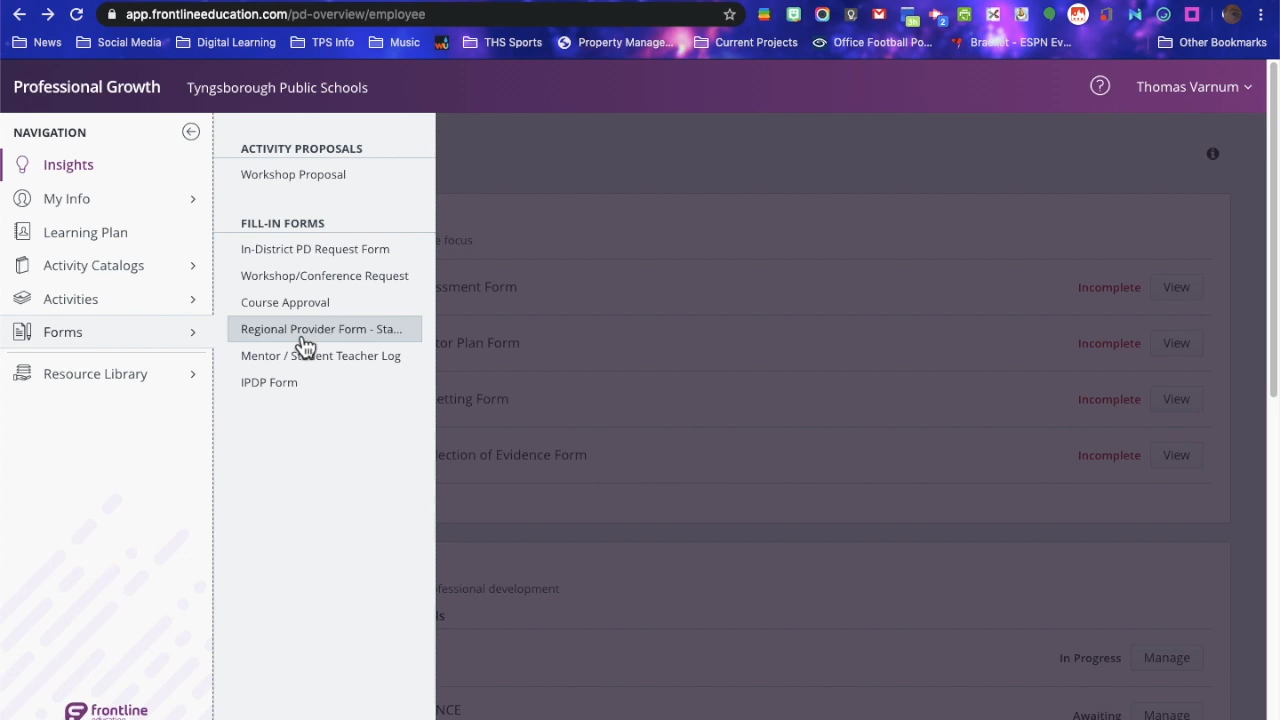 app.frontlineeducation.com/pd-overview/employee
News
Social Media
Digital Learning
TPS Info
Music
THS Sports
Property Manage...
Current Projects
Office Football Po...
Bracket - ESPN Ev...
Other Bookmarks
Professional Growth
Tyngsborough Public Schools
Thomas Varnum
NAVIGATION
Insights
My Info
Learning Plan
Activity Catalogs
Activities
Forms
Resource Library
frontline
education
ACTIVITY PROPOSALS
Workshop Proposal
FILL-IN FORMS
In-District PD Request Form
Workshop/Conference Request
Course Approval
Regional Provider Form - Sta...
Mentor / Student Teacher Log
IPDP Form
e focus
ssment Form
Incomplete
View
tor Plan Form
Incomplete
View
etting Form
Incomplete
View
lection of Evidence Form
Incomplete
View
ofessional development
ls
In Progress
Manage
NCE
Awaiting
Manage